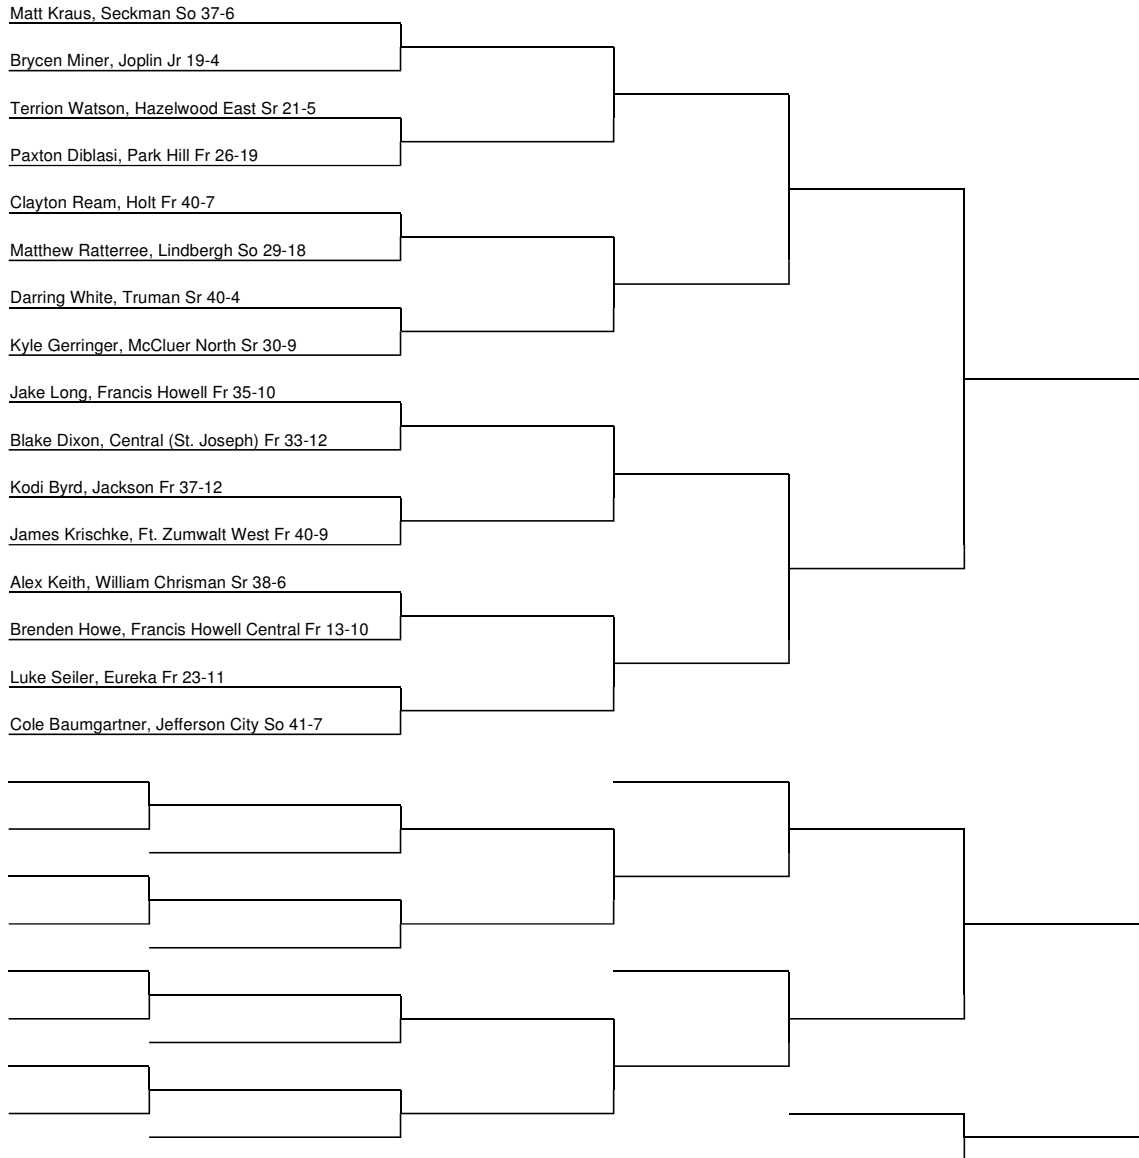 Matt Kraus, Seckman So 37-6
Brycen Miner, Joplin Jr 19-4
Terrion Watson, Hazelwood East Sr 21-5
Paxton Diblasi, Park Hill Fr 26-19
Clayton Ream, Holt Fr 40-7
Matthew Ratterree, Lindbergh So 29-18
Darring White, Truman Sr 40-4
Kyle Gerringer, McCluer North Sr 30-9
Jake Long, Francis Howell Fr 35-10
Blake Dixon, Central (St. Joseph) Fr 33-12
Kodi Byrd, Jackson Fr 37-12
James Krischke, Ft. Zumwalt West Fr 40-9
Alex Keith, William Chrisman Sr 38-6
Brenden Howe, Francis Howell Central Fr 13-10
Luke Seiler, Eureka Fr 23-11
Cole Baumgartner, Jefferson City So 41-7